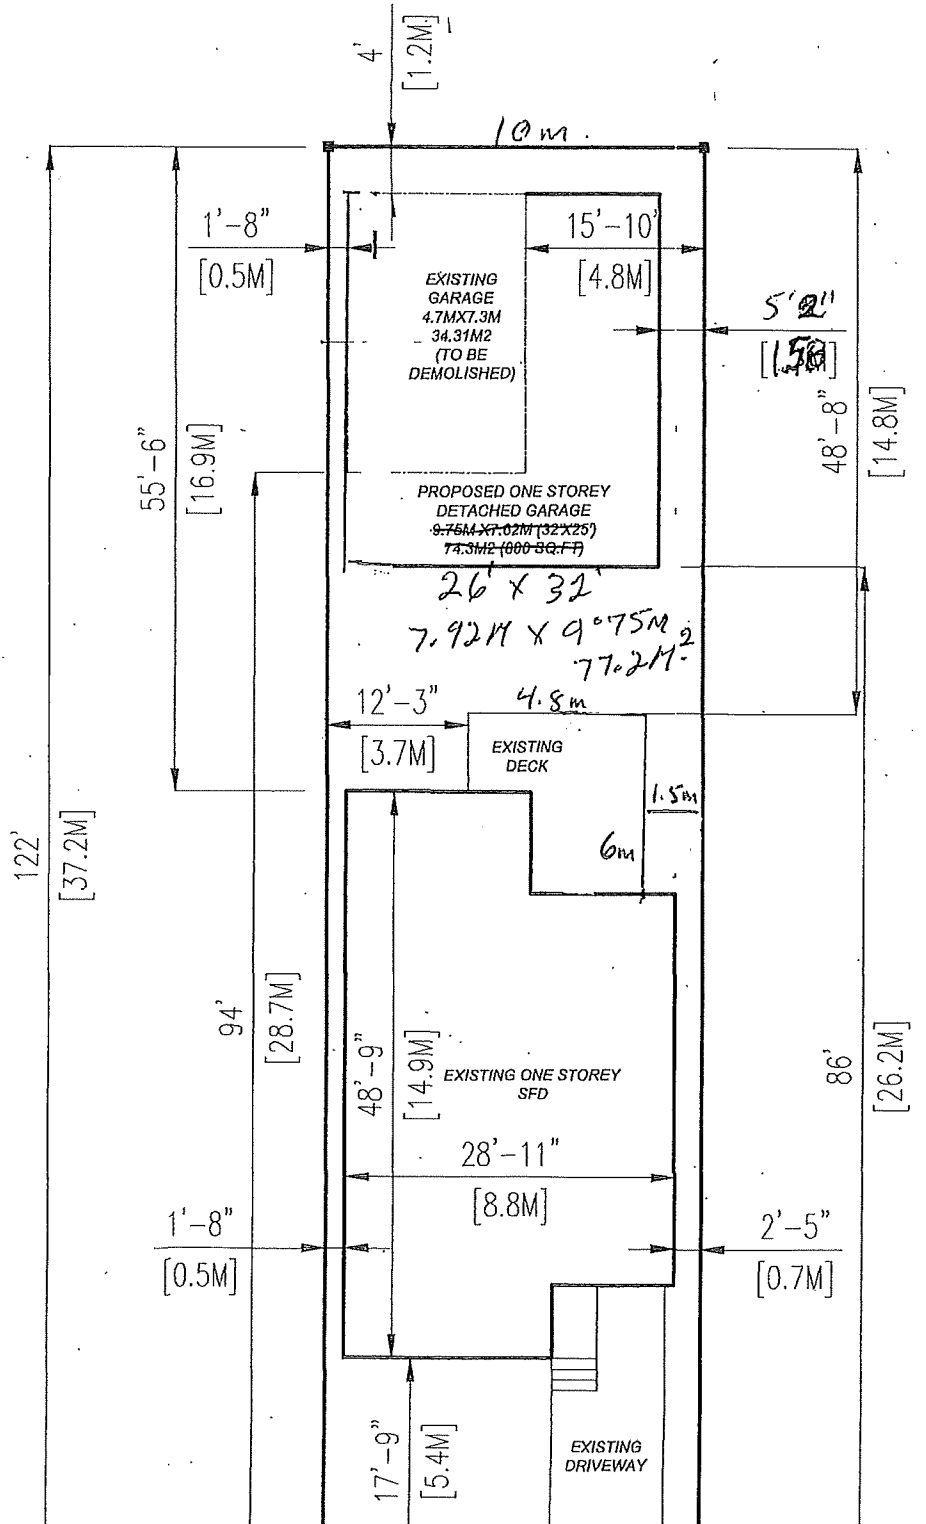 4'
[1.2M]
10m.
1'-8"
[0.5M]
15'-10'
[4.8M]
EXISTING
GARAGE
4.7MX7.3M
34.31M2
(TO BE
DEMOLISHED)
5'2"
55'-6"
[16.9M]
48'-8"
[14.8M]
PROPOSED ONE STOREY
DETACHED GARAGE
9.75M X7.62M (32'X25')
74.3M2 (800 SQ.FT)
26' X 32'
7.92M X 9.75M
77.2M.2
12'-3"
[3.7M]
4.8m
EXISTING
DECK
1.5m
6m
122'
[37.2M]
94'
[28.7M]
48'-9"
[14.9M]
EXISTING ONE STOREY
SFD
86'
[26.2M]
28'-11"
[8.8M]
1'-8"
[0.5M]
2'-5"
[0.7M]
17'-9"
[5.4M]
EXISTING
DRIVEWAY